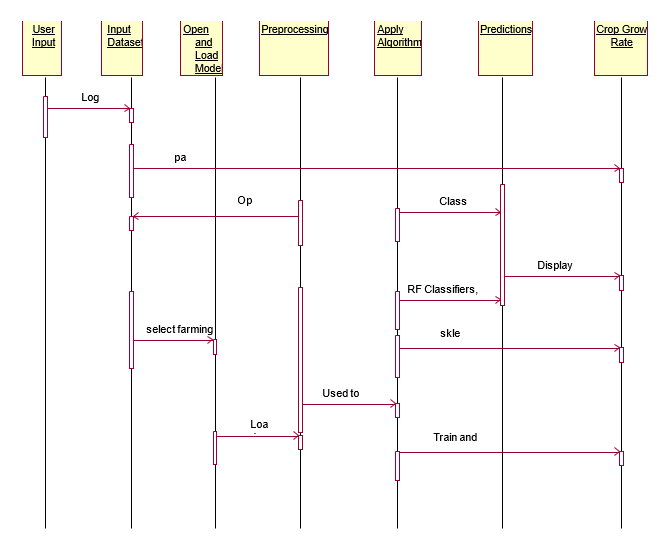 User
Input
Input
Dataset
Open
and
Load
Mode
Preprocessing
Apply
Algorithm
Predictions
Crop Grow
Rate
Log
pa
Op
Class
Display
RF Classifiers,
select farming
skle
Used to
Loa
Train and